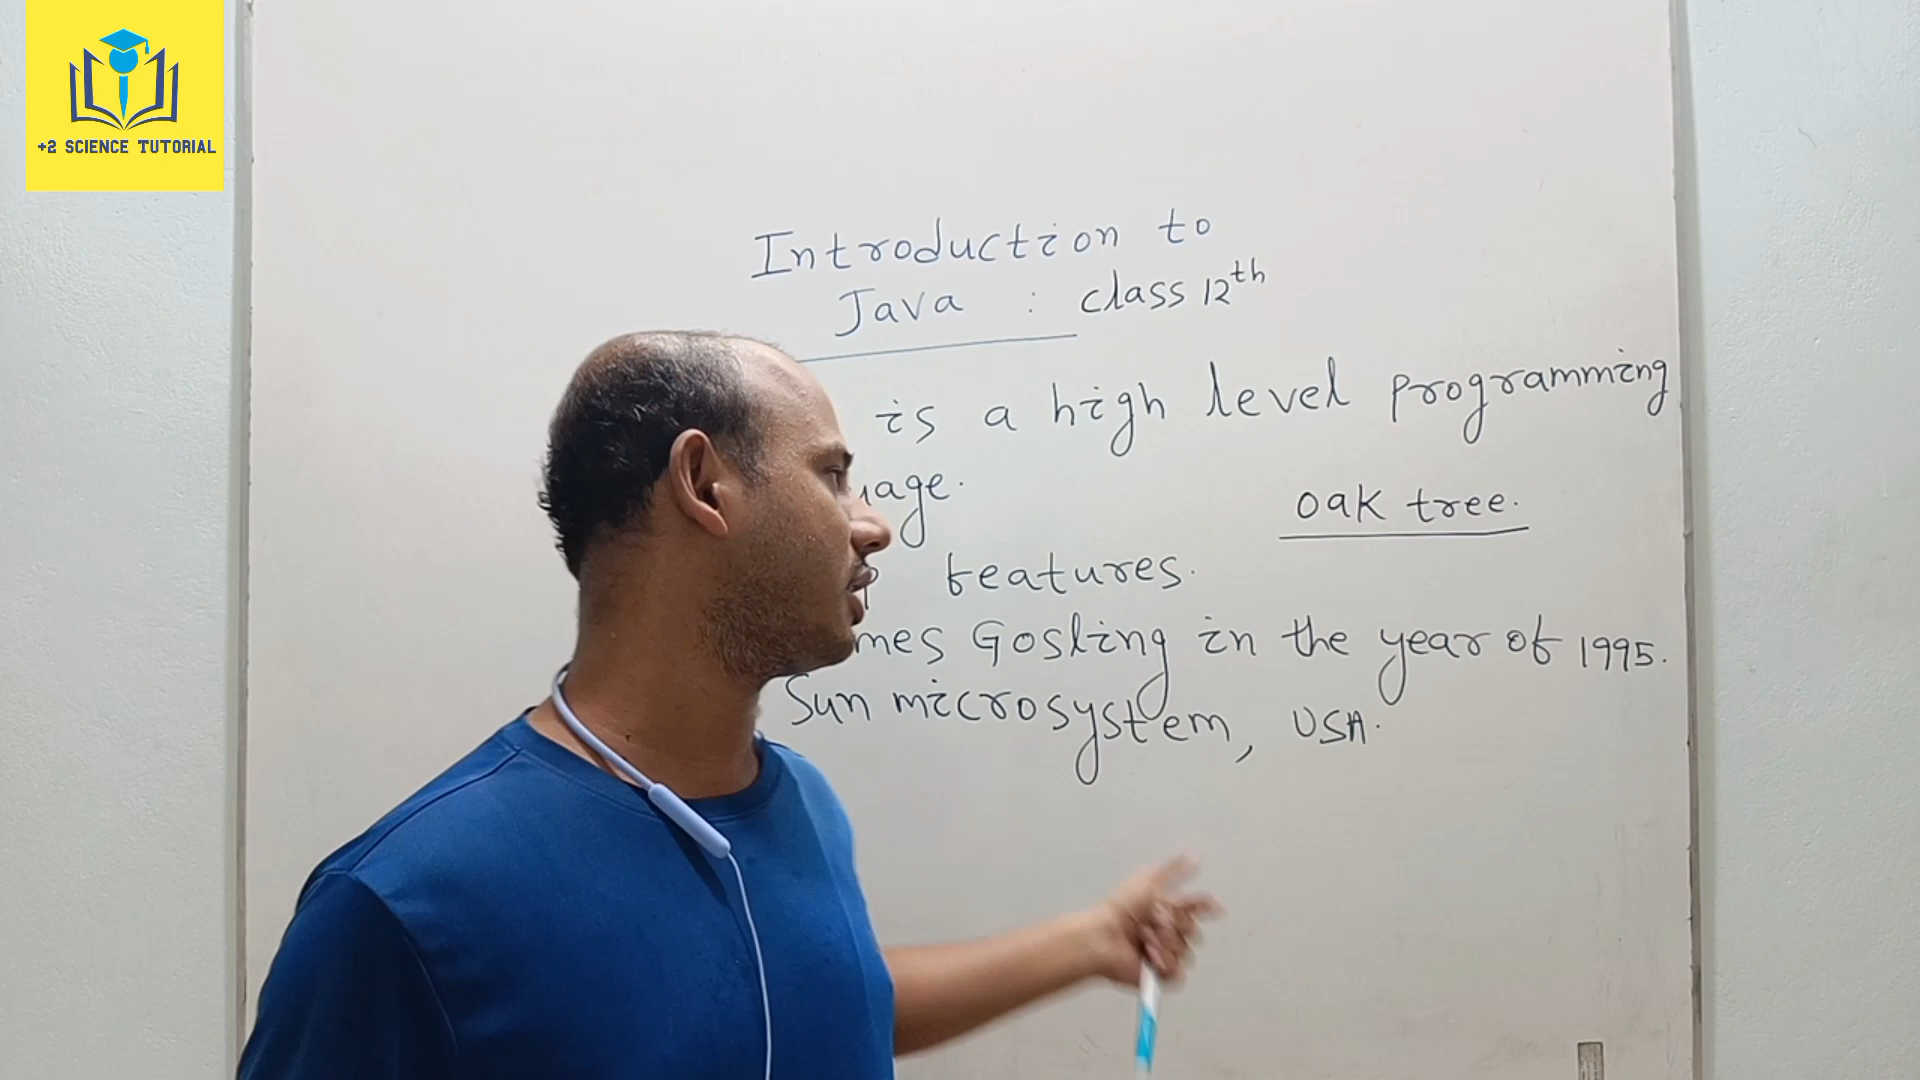 +2 SCIENCE TUTORIAL
Introduction to
Java : class 12th
is a high level programming
uage.
oak tree.
features.
mes Gosling in the year of 1995.
Sun microsystem, USA.